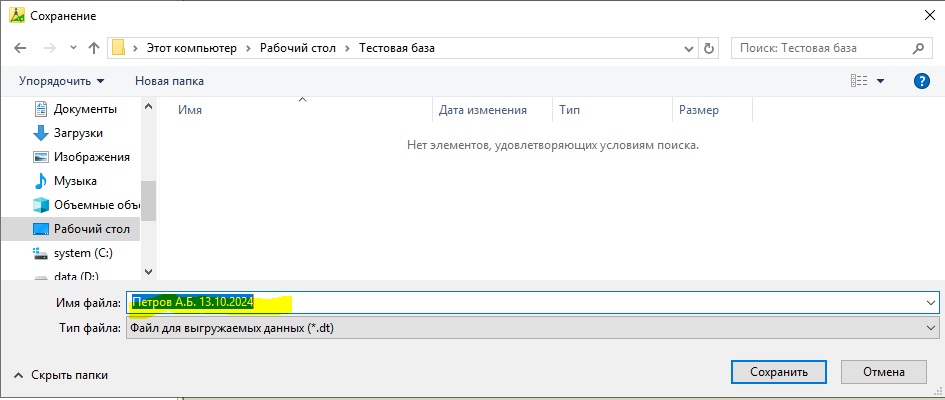 Сохранение
Этот компьютер Рабочий стол Тестовая база
Поиск: Тестовая база
Упорядочить Новая папка
?
Имя Дата изменения Тип Размер
Нет элементов, удовлетворяющих условиям поиска.
Документы
Загрузки
Изображения
Музыка
Объемные объ
Рабочий стол
system (C:)
data (D:)
Имя файла: Петров А.Б. 13.10.2024
Тип файла: Файл для выгружаемых данных (*.dt)
Скрыть папки
Сохранить Отмена